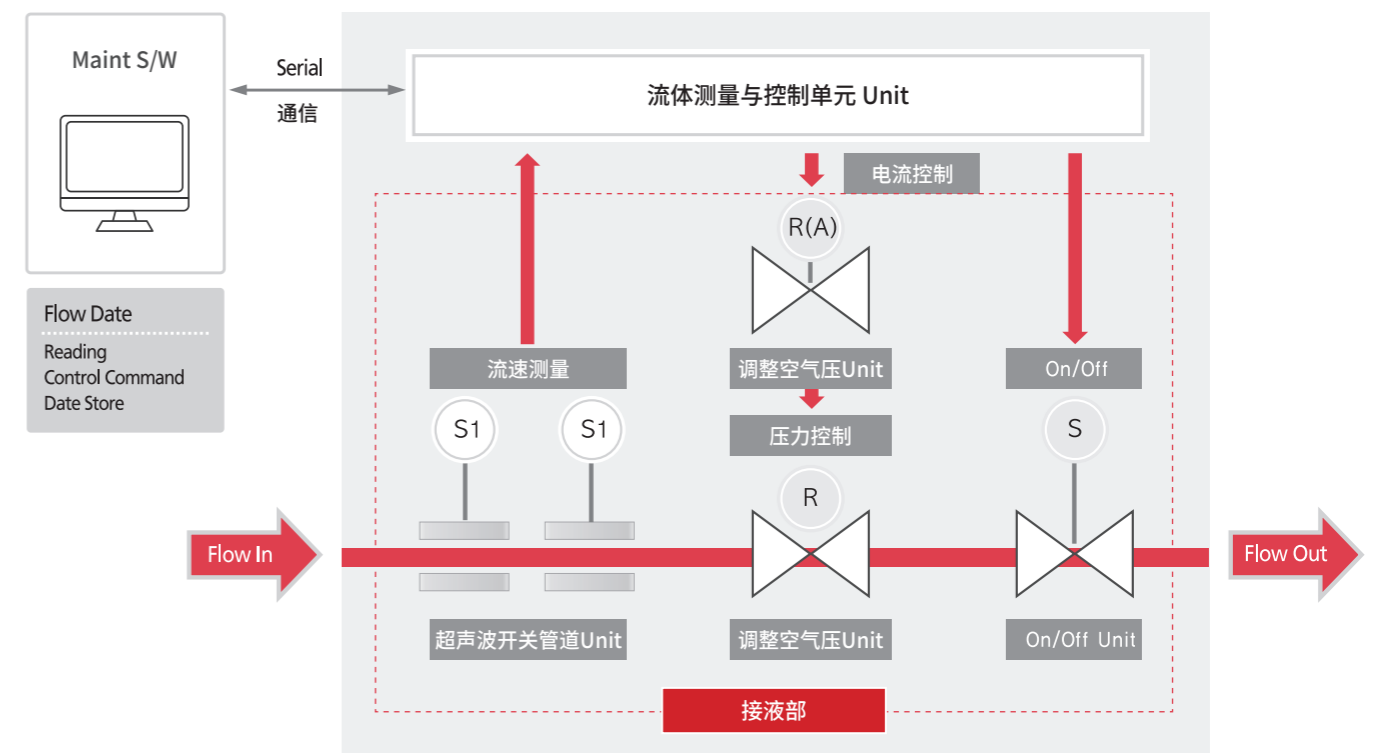 Maint S/W
Serial
通信
流体测量与控制单元 Unit
电流控制
R(A)
Flow Date
Reading
Control Command
Date Store
流速测量
调整空气压Unit
On/Off
S1
S1
压力控制
S
R
Flow In
Flow Out
超声波开关管道Unit
调整空气压Unit
On/Off Unit
接液部